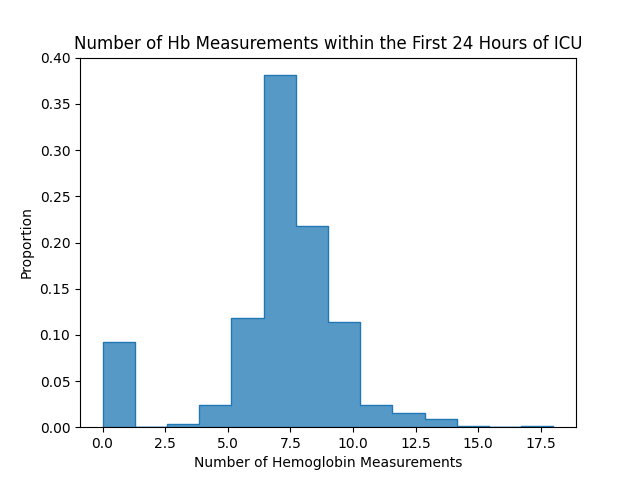 Number of Hb Measurements within the First 24 Hours of ICU
0.40
0.35
0.30
0.25
0.20
0.15
0.10
0.05
0.00
Proportion
0.0 2.5 5.0 7.5 10.0 12.5 15.0 17.5
Number of Hemoglobin Measurements